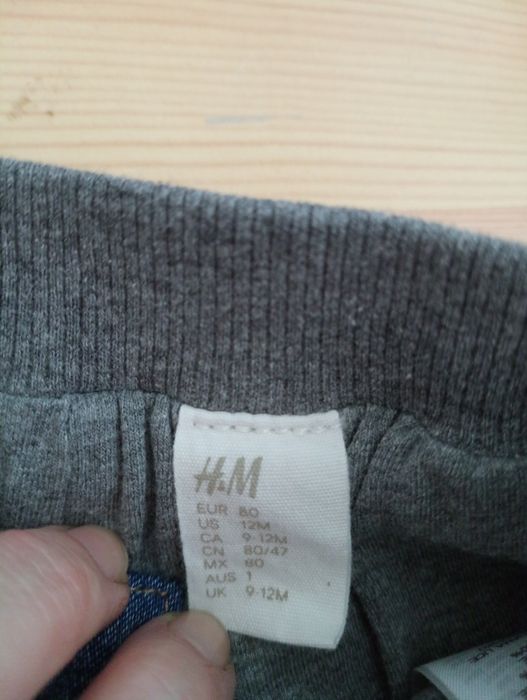 H&M
EUR 80
US 12M
CA 9-12M
CN 80/47
MX 80
AUS 1
UK 9-12M